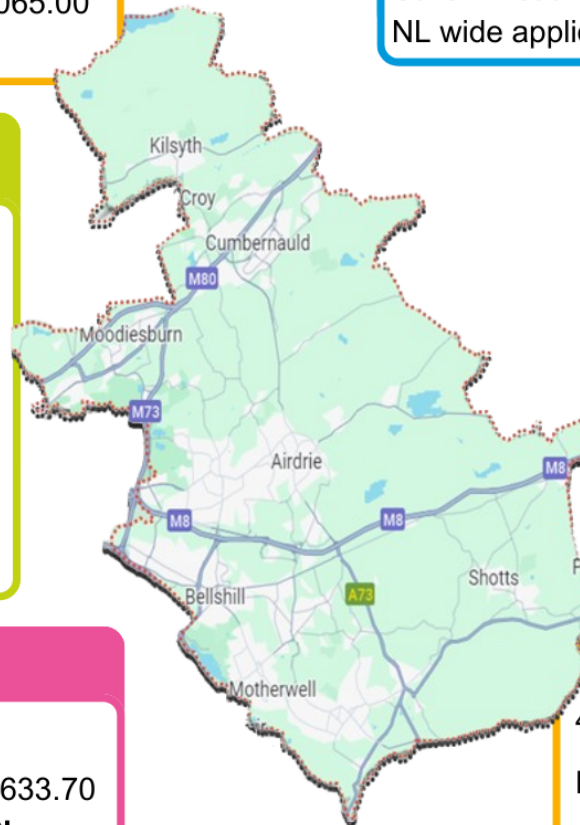 065.00
NL wide applic
Kilsyth
Croy
Cumbernauld
M80
Moodiesburn
M73
Airdrie
M8
M8
M8
Shotts
A73
Bellshill
Motherwell
633.70